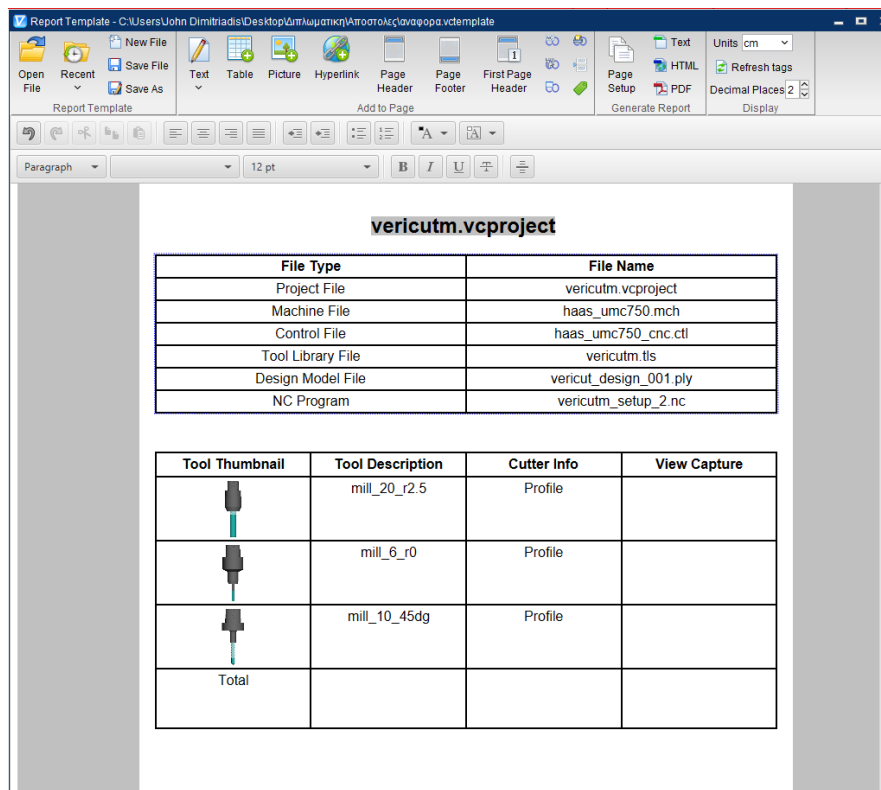 Report Template - C:\Users\John Dimitriadis\Desktop\Διπλωματικη\Αποστολες\αναφορα.vctemplate
Open File
Recent
New File
Save File
Save As
Text
Table
Picture
Hyperlink
Page Header
Page Footer
First Page Header
1
Page Setup
Text
HTML
PDF
Units cm
Refresh tags
Decimal Places 2
Report Template
Add to Page
Generate Report
Display
Paragraph
12 pt
B I U T
vericutm.vcproject
File Type File Name
Project File vericutm.vcproject
Machine File haas_umc750.mch
Control File haas_umc750_cnc.ctl
Tool Library File vericutm.tls
Design Model File vericut_design_001.ply
NC Program vericutm_setup_2.nc
Tool Thumbnail Tool Description Cutter Info View Capture
mill_20_r2.5 Profile
mill_6_r0 Profile
mill_10_45dg Profile
Total